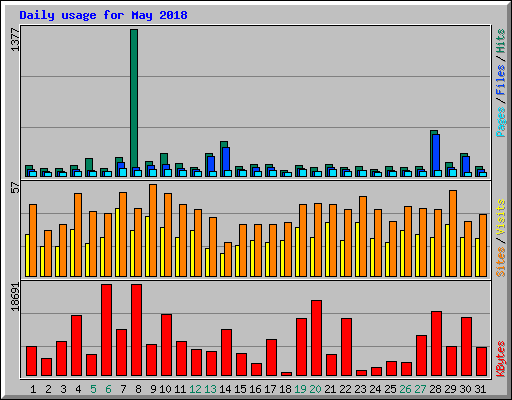 Daily usage for May 2018
1377
Pages / Files / Hits
57
Sites / Visits
18691
KBytes
1 2 3 4 5 6 7 8 9 10 11 12 13 14 15 16 17 18 19 20 21 22 23 24 25 26 27 28 29 30 31